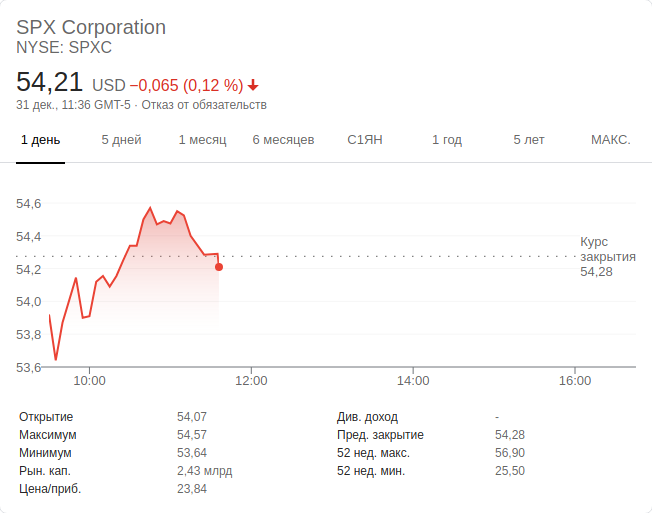 SPX Corporation
NYSE: SPXC
54,21 USD −0,065 (0,12 %)
31 дек., 11:36 GMT-5 · Отказ от обязательств
1 день 5 дней 1 месяц 6 месяцев С1ЯН 1 год 5 лет МАКС.
54,6
54,4
54,2
54,0
53,8
53,6
Курс
закрытия
54,28
10:00 12:00 14:00 16:00
Открытие 54,07 Див. доход -
Максимум 54,57 Пред. закрытие 54,28
Минимум 53,64 52 нед. макс. 56,90
Рын. кап. 2,43 млрд 52 нед. мин. 25,50
Цена/приб. 23,84